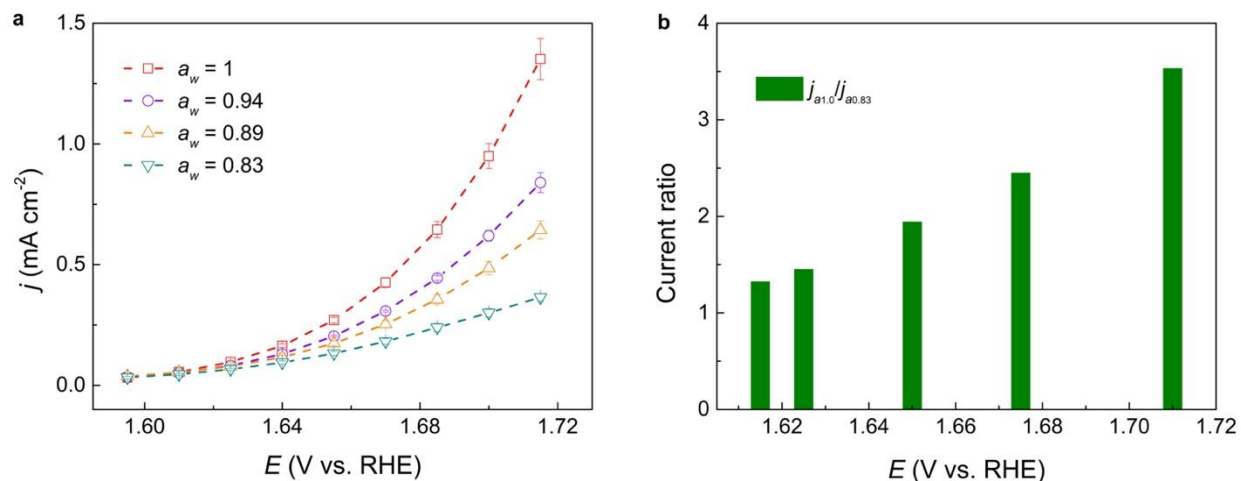 a
1.5
1.0
0.5
0.0
j (mA cm⁻²)
a_w = 1
a_w = 0.94
a_w = 0.89
a_w = 0.83
1.60
1.64
1.68
1.72
E (V vs. RHE)
b
4
3
2
1
0
Current ratio
j_a1.0/j_a0.83
1.62
1.64
1.66
1.68
1.70
1.72
E (V vs. RHE)